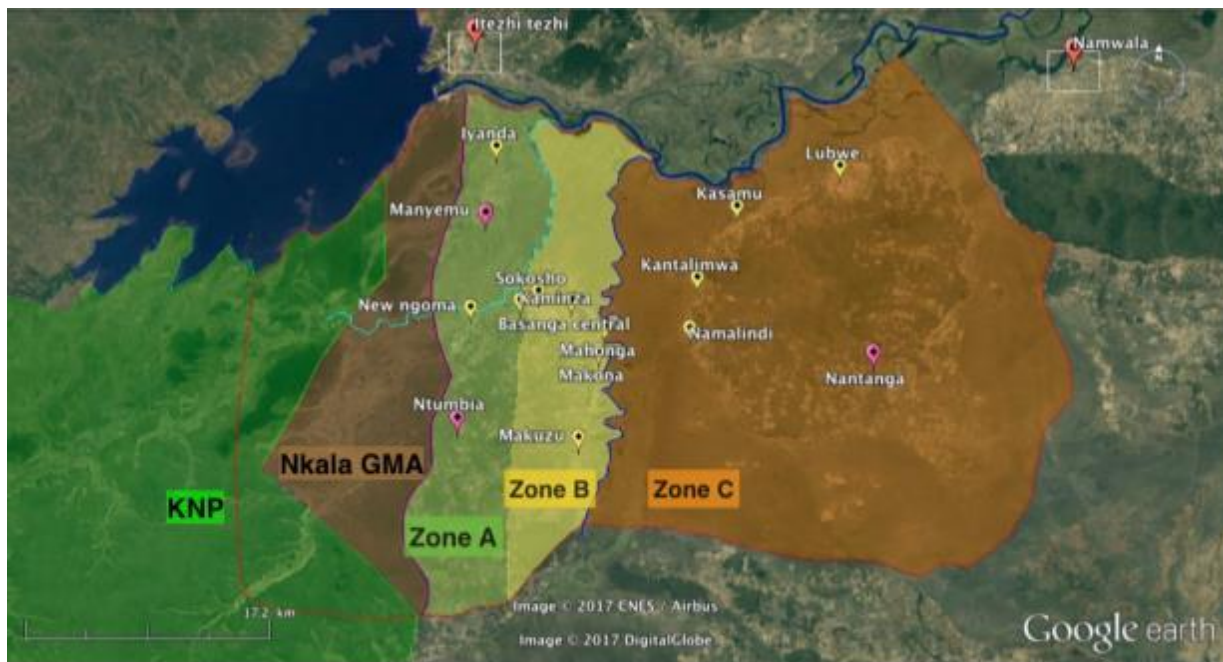 Itezhi tezhi
Namwala
N
Iyanda
Lubwe
Manyemu
Kasamu
Kantalimwa
Sokosho
Kaminza
New ngoma
Basanga central
Namalindi
Mahonga
Makona
Nantanga
Ntumbia
Makuzu
Nkala GMA
Zone B
Zone C
KNP
Zone A
17.2 km
Image © 2017 CNES / Airbus
Image © 2017 DigitalGlobe
Google earth